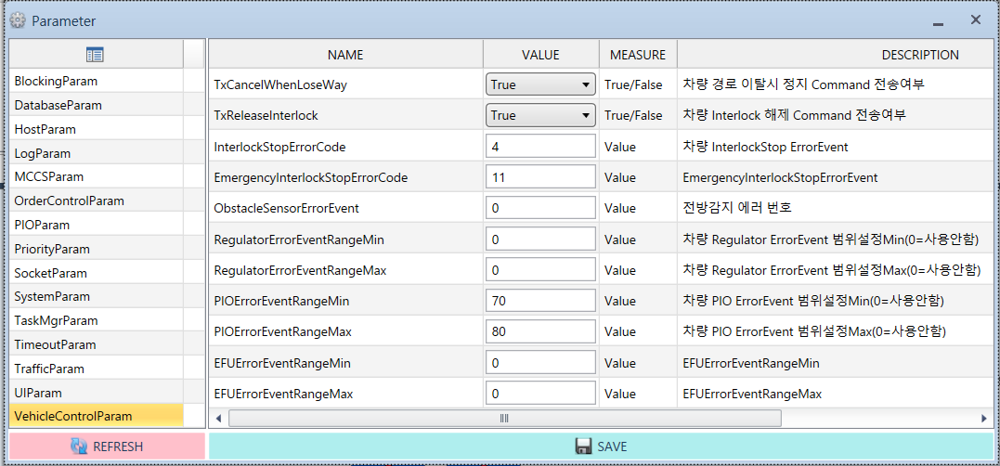 Parameter
NAME VALUE MEASURE DESCRIPTION
BlockingParam
DatabaseParam
HostParam
LogParam
MCCSParam
OrderControlParam
PIOParam
PriorityParam
SocketParam
SystemParam
TaskMgrParam
TimeoutParam
TrafficParam
UIParam
VehicleControlParam
TxCancelWhenLoseWay True True/False 차량 경로 이탈시 정지 Command 전송여부
TxReleaseInterlock True True/False 차량 Interlock 해제 Command 전송여부
InterlockStopErrorCode 4 Value 차량 InterlockStop ErrorEvent
EmergencyInterlockStopErrorCode 11 Value EmergencyInterlockStopErrorEvent
ObstacleSensorErrorEvent 0 Value 전방감지 에러 번호
RegulatorErrorEventRangeMin 0 Value 차량 Regulator ErrorEvent 범위설정Min(0=사용안함)
RegulatorErrorEventRangeMax 0 Value 차량 Regulator ErrorEvent 범위설정Max(0=사용안함)
PIOErrorEventRangeMin 70 Value 차량 PIO ErrorEvent 범위설정Min(0=사용안함)
PIOErrorEventRangeMax 80 Value 차량 PIO ErrorEvent 범위설정Max(0=사용안함)
EFUErrorEventRangeMin 0 Value EFUErrorEventRangeMin
EFUErrorEventRangeMax 0 Value EFUErrorEventRangeMax
REFRESH SAVE